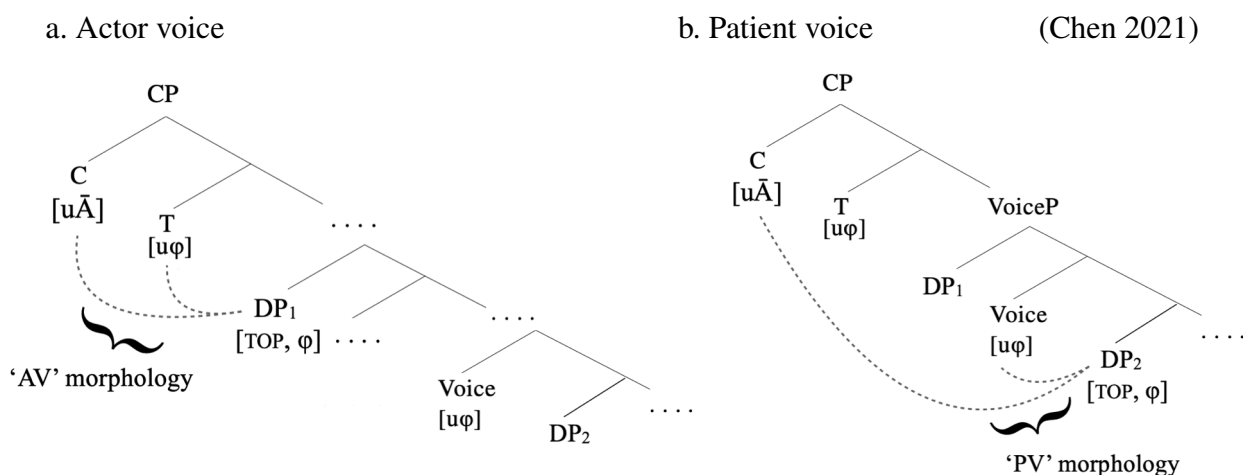 a. Actor voice
b. Patient voice
(Chen 2021)
CP
C
[uĀ]
T
[uφ]
. . . .
DP₁
[TOP, φ]
. . . .
. . . .
Voice
[uφ]
DP₂
. . . .
'AV' morphology
CP
C
[uĀ]
T
[uφ]
VoiceP
DP₁
Voice
[uφ]
DP₂
[TOP, φ]
. . . .
'PV' morphology